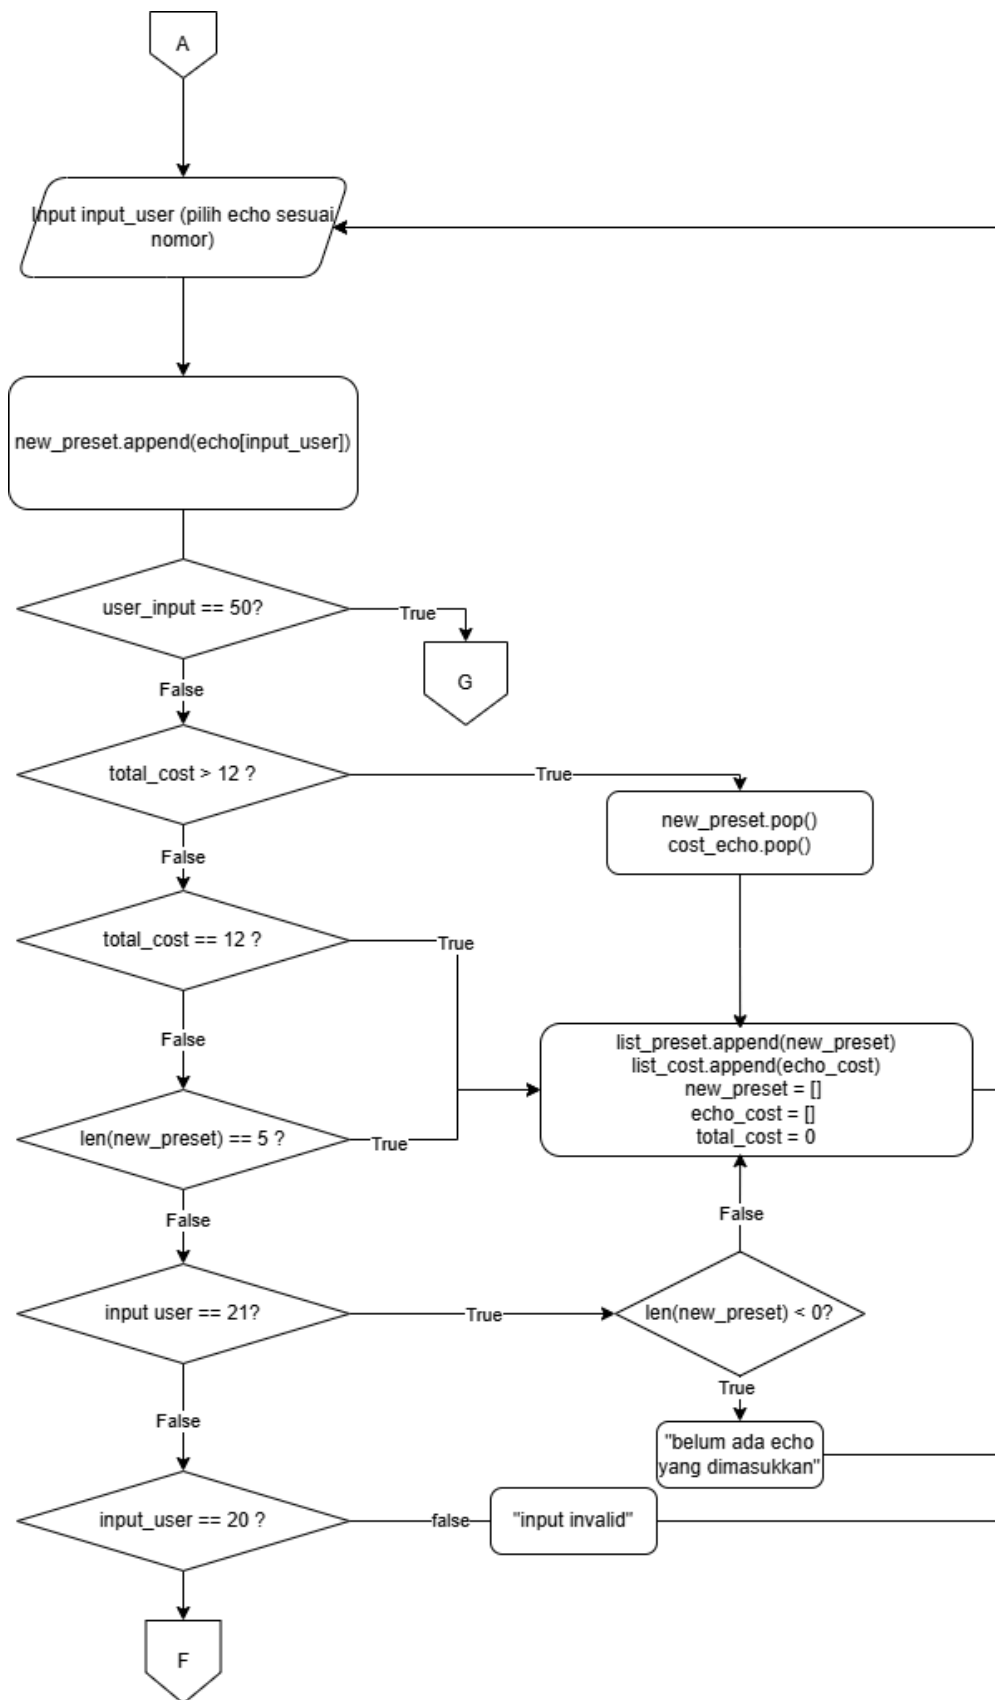 A
Input input_user (pilih echo sesuai
nomor)
new_preset.append(echo[input_user])
user_input == 50?
True
G
False
total_cost > 12 ?
True
new_preset.pop()
cost_echo.pop()
False
total_cost == 12 ?
True
list_preset.append(new_preset)
list_cost.append(echo_cost)
new_preset = []
echo_cost = []
total_cost = 0
False
len(new_preset) == 5 ?
True
False
False
input user == 21?
True
len(new_preset) < 0?
True
False
"belum ada echo
yang dimasukkan"
input_user == 20 ?
false
"input invalid"
F